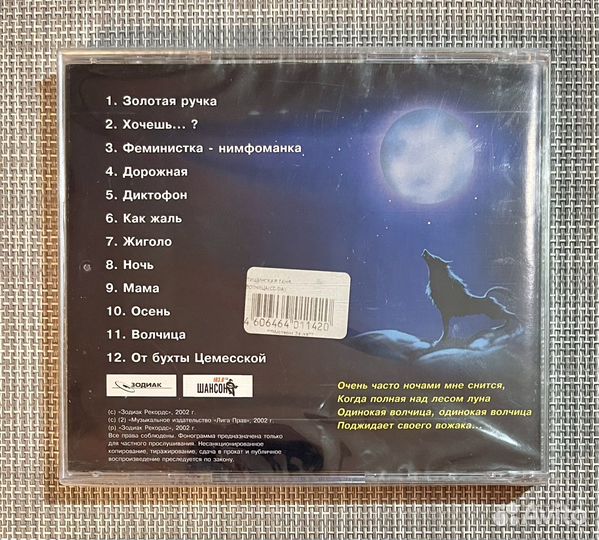 1. Золотая ручка
2. Хочешь... ?
3. Феминистка - нимфоманка
4. Дорожная
5. Диктофон
6. Как жаль
7. Жиголо
8. Ночь
9. Мама
10. Осень
11. Волчица
12. От бухты Цемесской
4 606464 011420
ЗОДИАК
ШАНСОН
(с) «Зодиак Рекордс», 2002 г.
(с) (2) «Музыкальное издательство «Лига Прав», 2002 г.
(р) «Зодиак Рекордс», 2002 г.
Все права соблюдены. Фонограмма предназначена только
для частного прослушивания. Несанкционированное
копирование, тиражирование, сдача в прокат и публичное
воспроизведение преследуется по закону.
Очень часто ночами мне снится,
Когда полная над лесом луна
Одинокая волчица, одинокая волчица
Поджидает своего вожака...
Avito